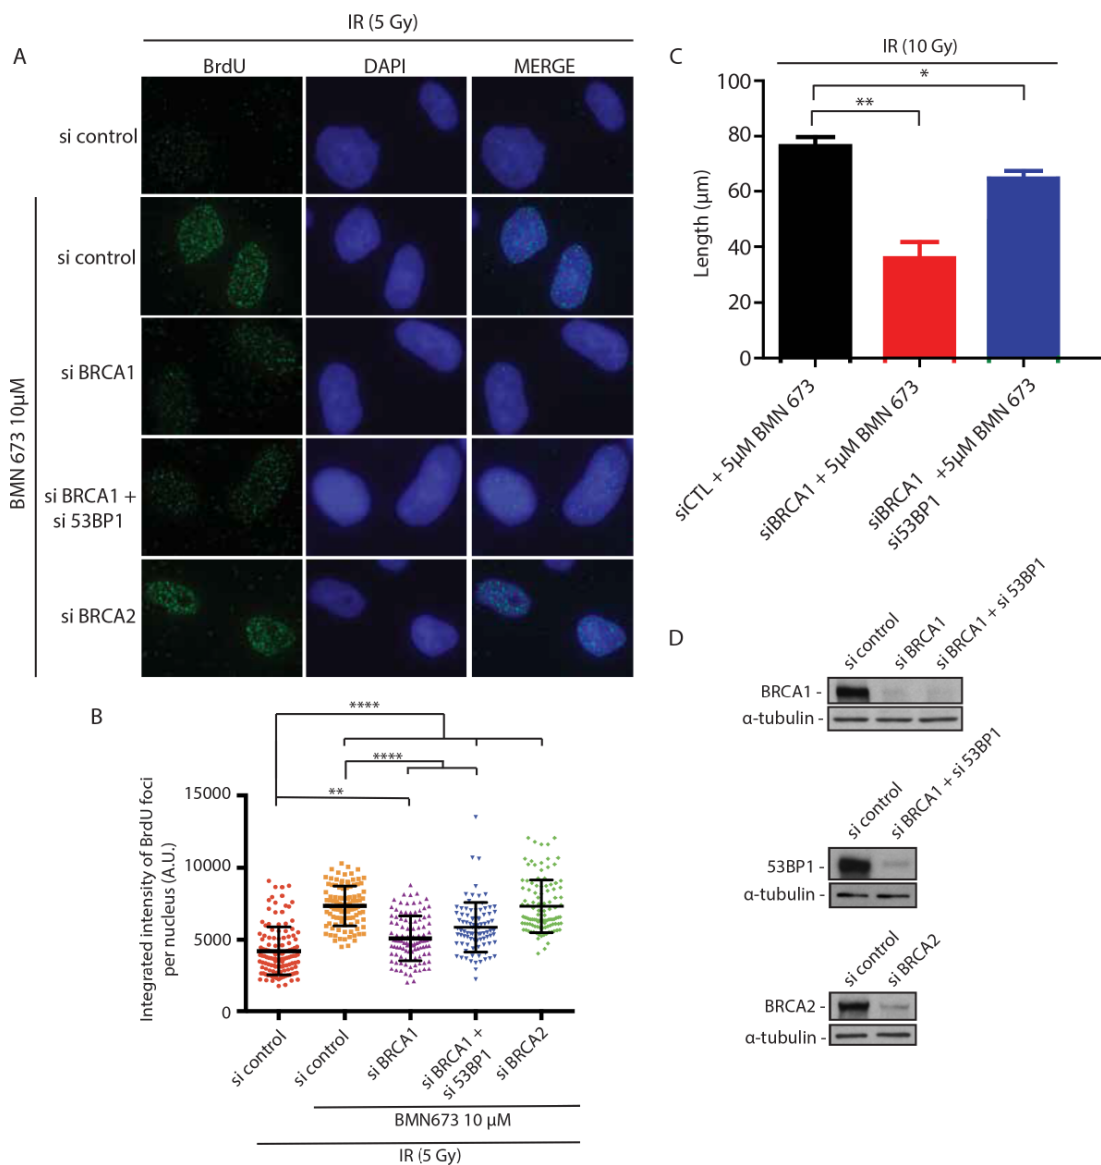 A
IR (5 Gy)
BrdU
DAPI
MERGE
si control
si control
si BRCA1
si BRCA1 +
si 53BP1
si BRCA2
BMN 673 10µM
B
Integrated intensity of BrdU foci
per nucleus (A.U.)
15000
10000
5000
0
****
****
**
si control
si control
si BRCA1
si BRCA1 +
si 53BP1
si BRCA2
BMN673 10 µM
IR (5 Gy)
C
IR (10 Gy)
*
**
Length (µm)
100
80
60
40
20
0
siCTL + 5µM BMN 673
siBRCA1 + 5µM BMN 673
siBRCA1 +5µM BMN 673
si53BP1
D
si control
si BRCA1
si BRCA1 + si 53BP1
BRCA1 -
α-tubulin -
si control
si BRCA1 + si 53BP1
53BP1 -
α-tubulin -
si control
si BRCA2
BRCA2 -
α-tubulin -